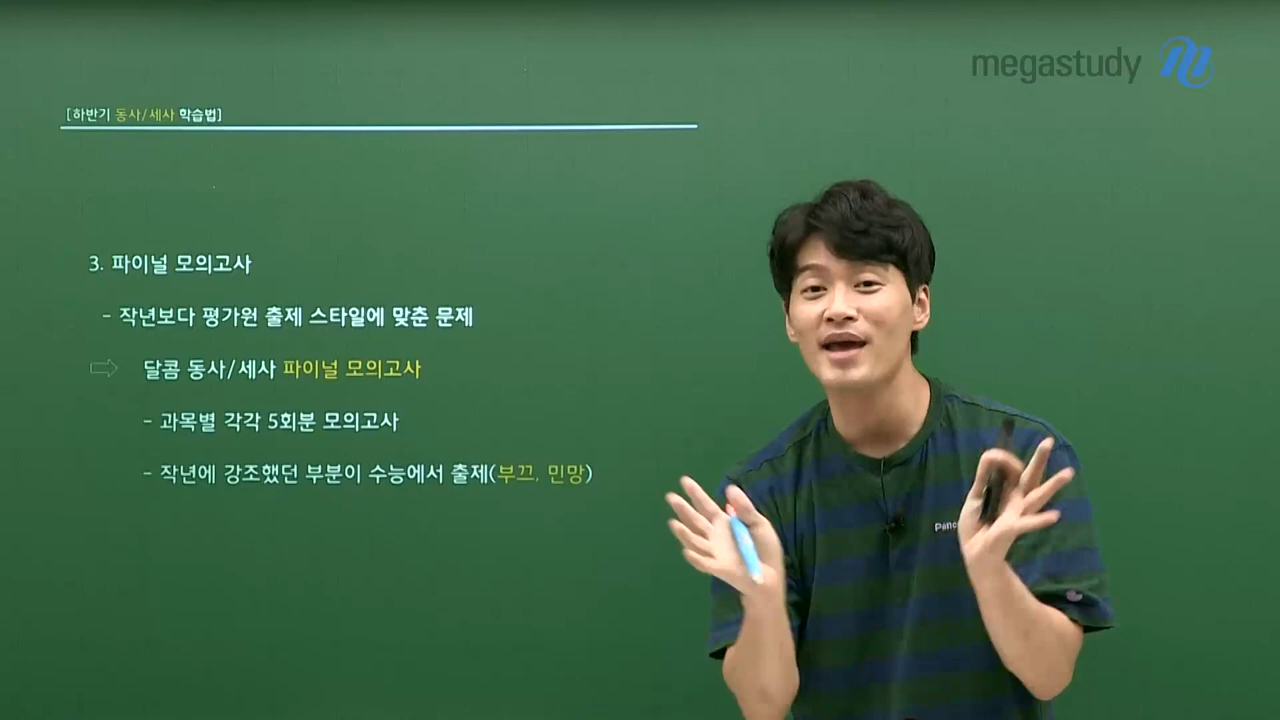 megastudy
[하반기 동사/세사 학습법]
3. 파이널 모의고사
- 작년보다 평가원 출제 스타일에 맞춘 문제
⇨ 달콤 동사/세사 파이널 모의고사
- 과목별 각각 5회분 모의고사
- 작년에 강조했던 부분이 수능에서 출제(부끄, 민망)